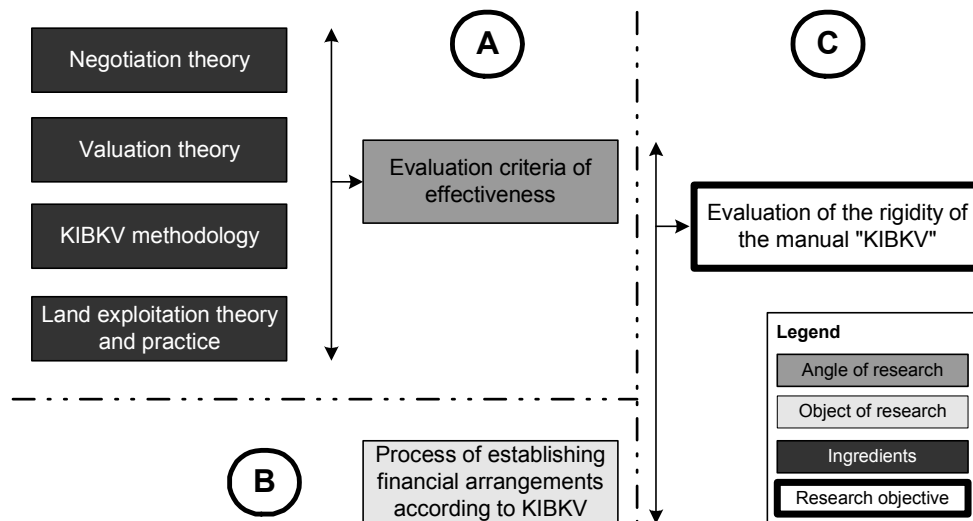 A
C
Negotiation theory
Valuation theory
KIBKV methodology
Land exploitation theory
and practice
Evaluation criteria of
effectiveness
Evaluation of the rigidity of
the manual "KIBKV"
B
Process of establishing
financial arrangements
according to KIBKV
Legend
Angle of research
Object of research
Ingredients
Research objective